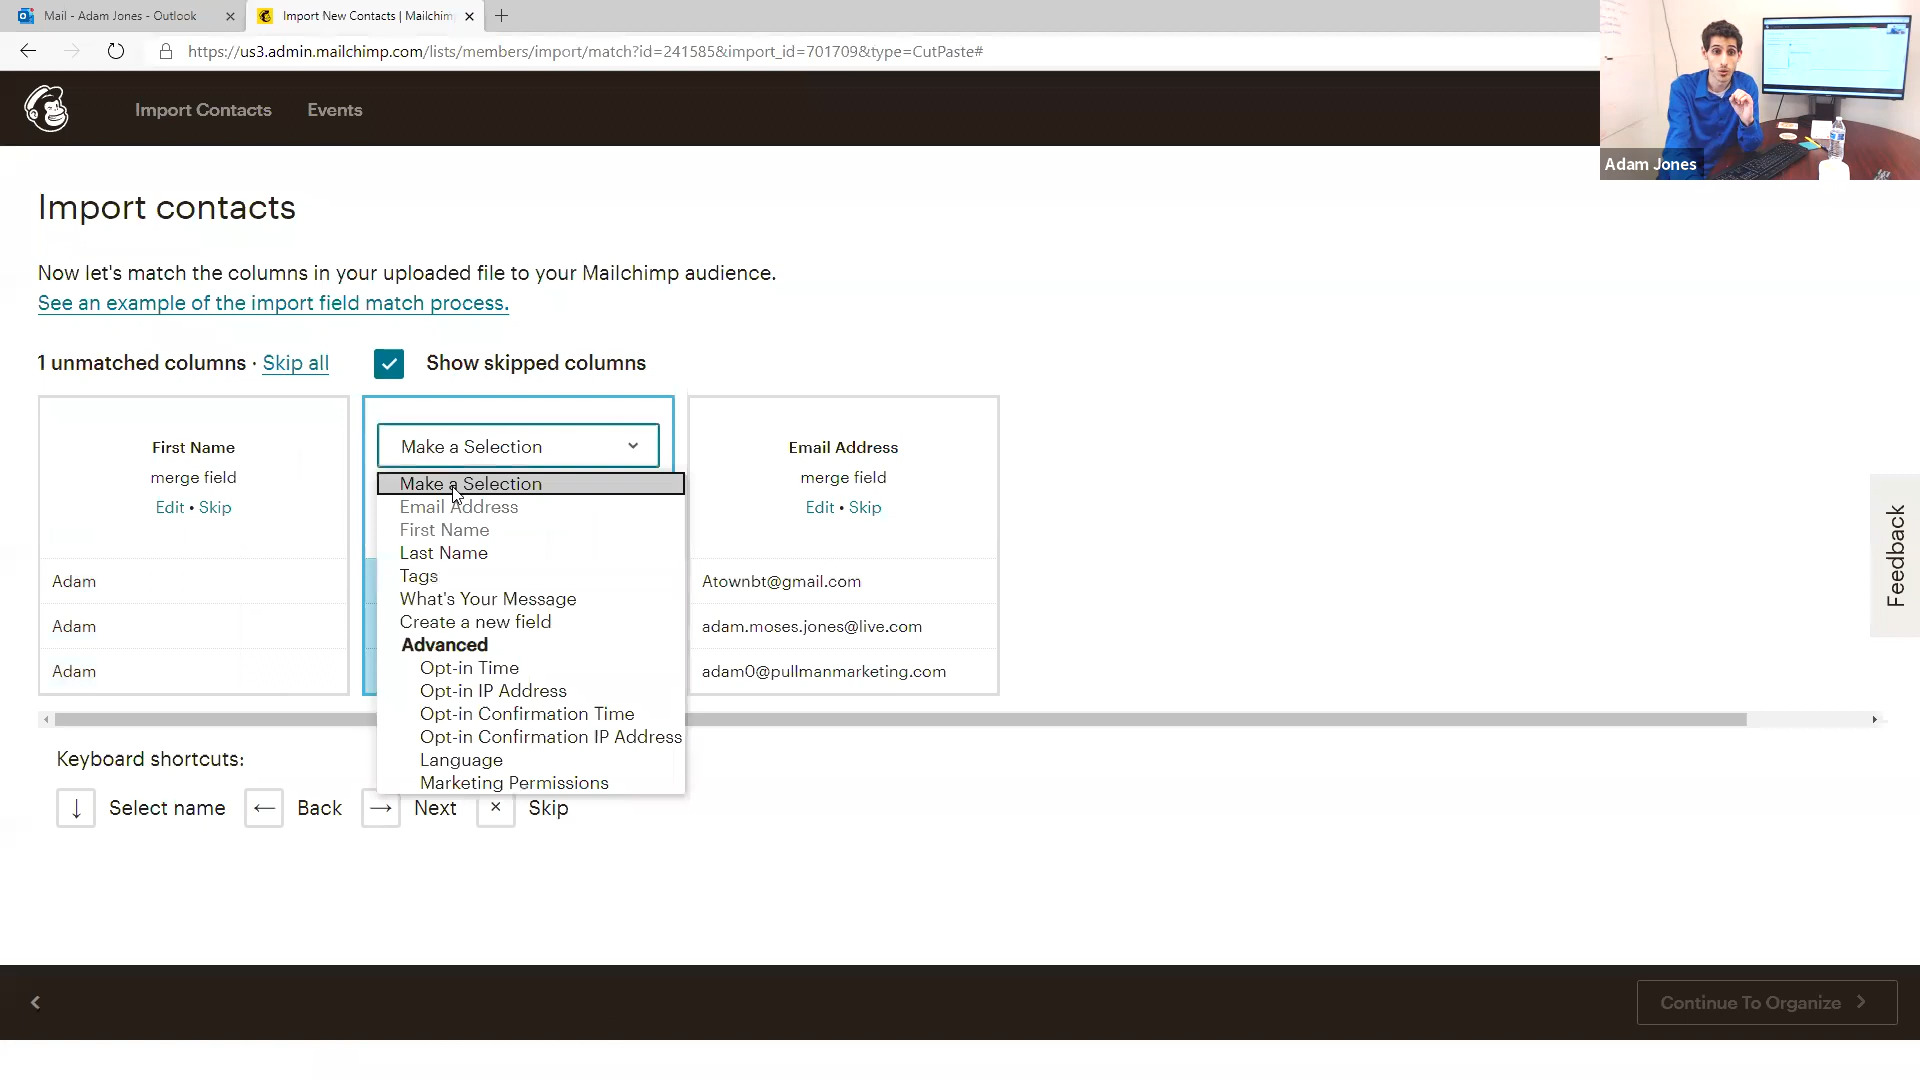 Mail - Adam Jones - Outlook
Import New Contacts | Mailchimp
https://us3.admin.mailchimp.com/lists/members/import/match?id=241585&import_id=701709&type=CutPaste#
Import Contacts
Events
Adam Jones
Import contacts
Now let's match the columns in your uploaded file to your Mailchimp audience.
See an example of the import field match process.
1 unmatched columns · Skip all
Show skipped columns
First Name
merge field
Edit • Skip
Adam
Adam
Adam
Make a Selection
Make a Selection
Email Address
First Name
Last Name
Tags
What's Your Message
Create a new field
Advanced
Opt-in Time
Opt-in IP Address
Opt-in Confirmation Time
Opt-in Confirmation IP Address
Language
Marketing Permissions
Email Address
merge field
Edit • Skip
Atownbt@gmail.com
adam.moses.jones@live.com
adam0@pullmanmarketing.com
Feedback
Keyboard shortcuts:
↓ Select name ← Back → Next × Skip
Continue To Organize